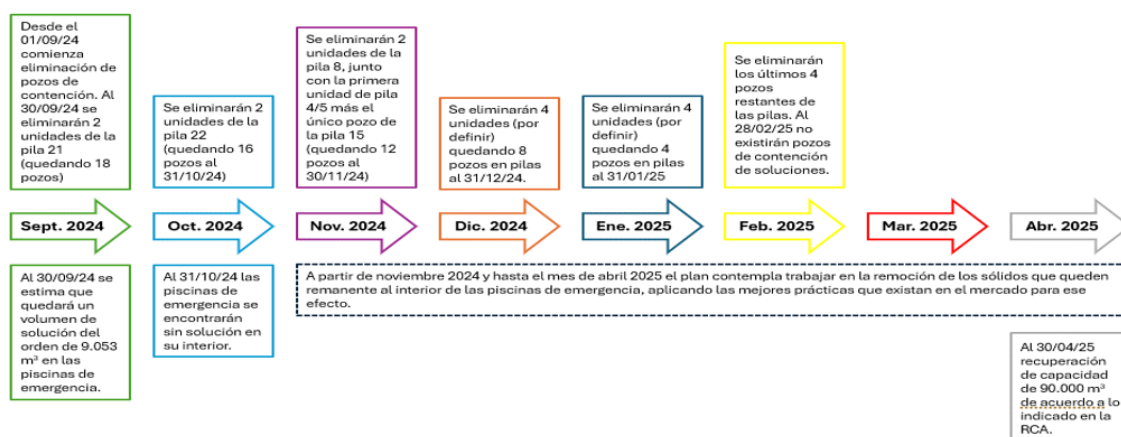 Desde el
01/09/24
comienza
eliminación de
pozos de
contención. Al
30/09/24 se
eliminarán 2
unidades de la
pila 21
(quedando 18
pozos)
Se eliminarán 2
unidades de la
pila 22
(quedando 16
pozos al
31/10/24)
Se eliminarán 2
unidades de la
pila 8, junto
con la primera
unidad de pila
4/5 más el
único pozo de
la pila 15
(quedando 12
pozos al
30/11/24)
Se eliminarán 4
unidades (por
definir)
quedando 8
pozos en pilas
al 31/12/24.
Se eliminarán 4
unidades (por
definir)
quedando 4
pozos en pilas
al 31/01/25
Se eliminarán
los últimos 4
pozos
restantes de
las pilas. Al
28/02/25 no
existirán pozos
de contención
de soluciones.
Sept. 2024
Oct. 2024
Nov. 2024
Dic. 2024
Ene. 2025
Feb. 2025
Mar. 2025
Abr. 2025
Al 30/09/24 se
estima que
quedará un
volumen de
solución del
orden de 9.053
m³ en las
piscinas de
emergencia.
Al 31/10/24 las
piscinas de
emergencia se
encontrarán
sin solución en
su interior.
A partir de noviembre 2024 y hasta el mes de abril 2025 el plan contempla trabajar en la remoción de los sólidos que queden
remanente al interior de las piscinas de emergencia, aplicando las mejores prácticas que existan en el mercado para ese
efecto.
Al 30/04/25
recuperación
de capacidad
de 90.000 m³
de acuerdo a lo
indicado en la
RCA.